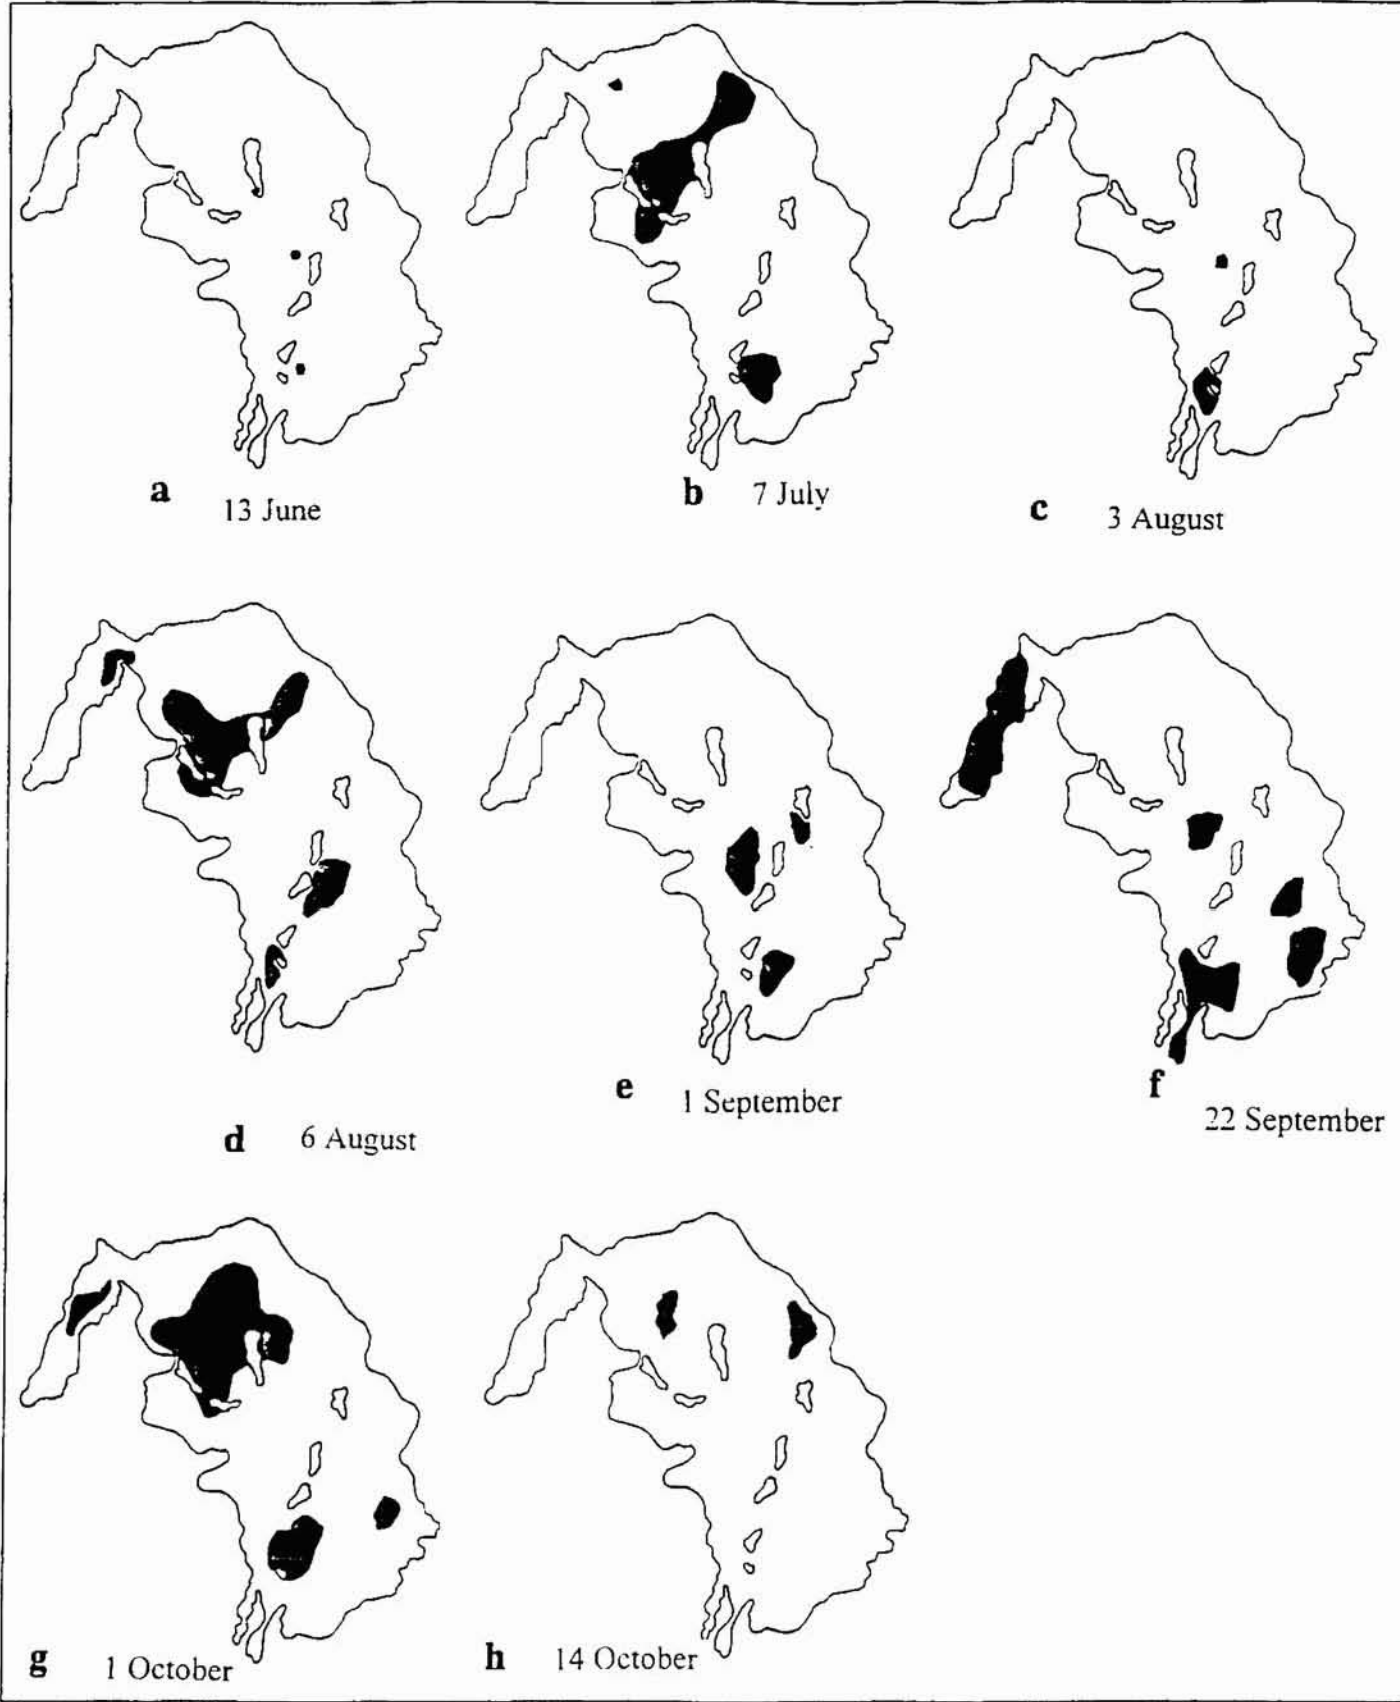 a 13 June
b 7 July
c 3 August
d 6 August
e 1 September
f 22 September
g 1 October
h 14 October